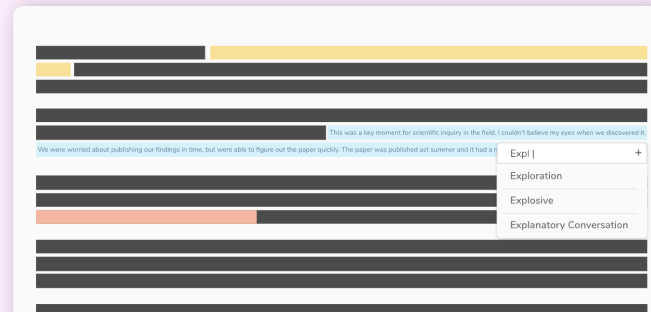 This was a key moment for scientific inquiry in the field. I couldn't believe my eyes when we discovered it.
We were worried about publishing our findings in time, but were able to figure out the paper quickly. The paper was published ast summer and it had a
Expl | +
Exploration
Explosive
Explanatory Conversation